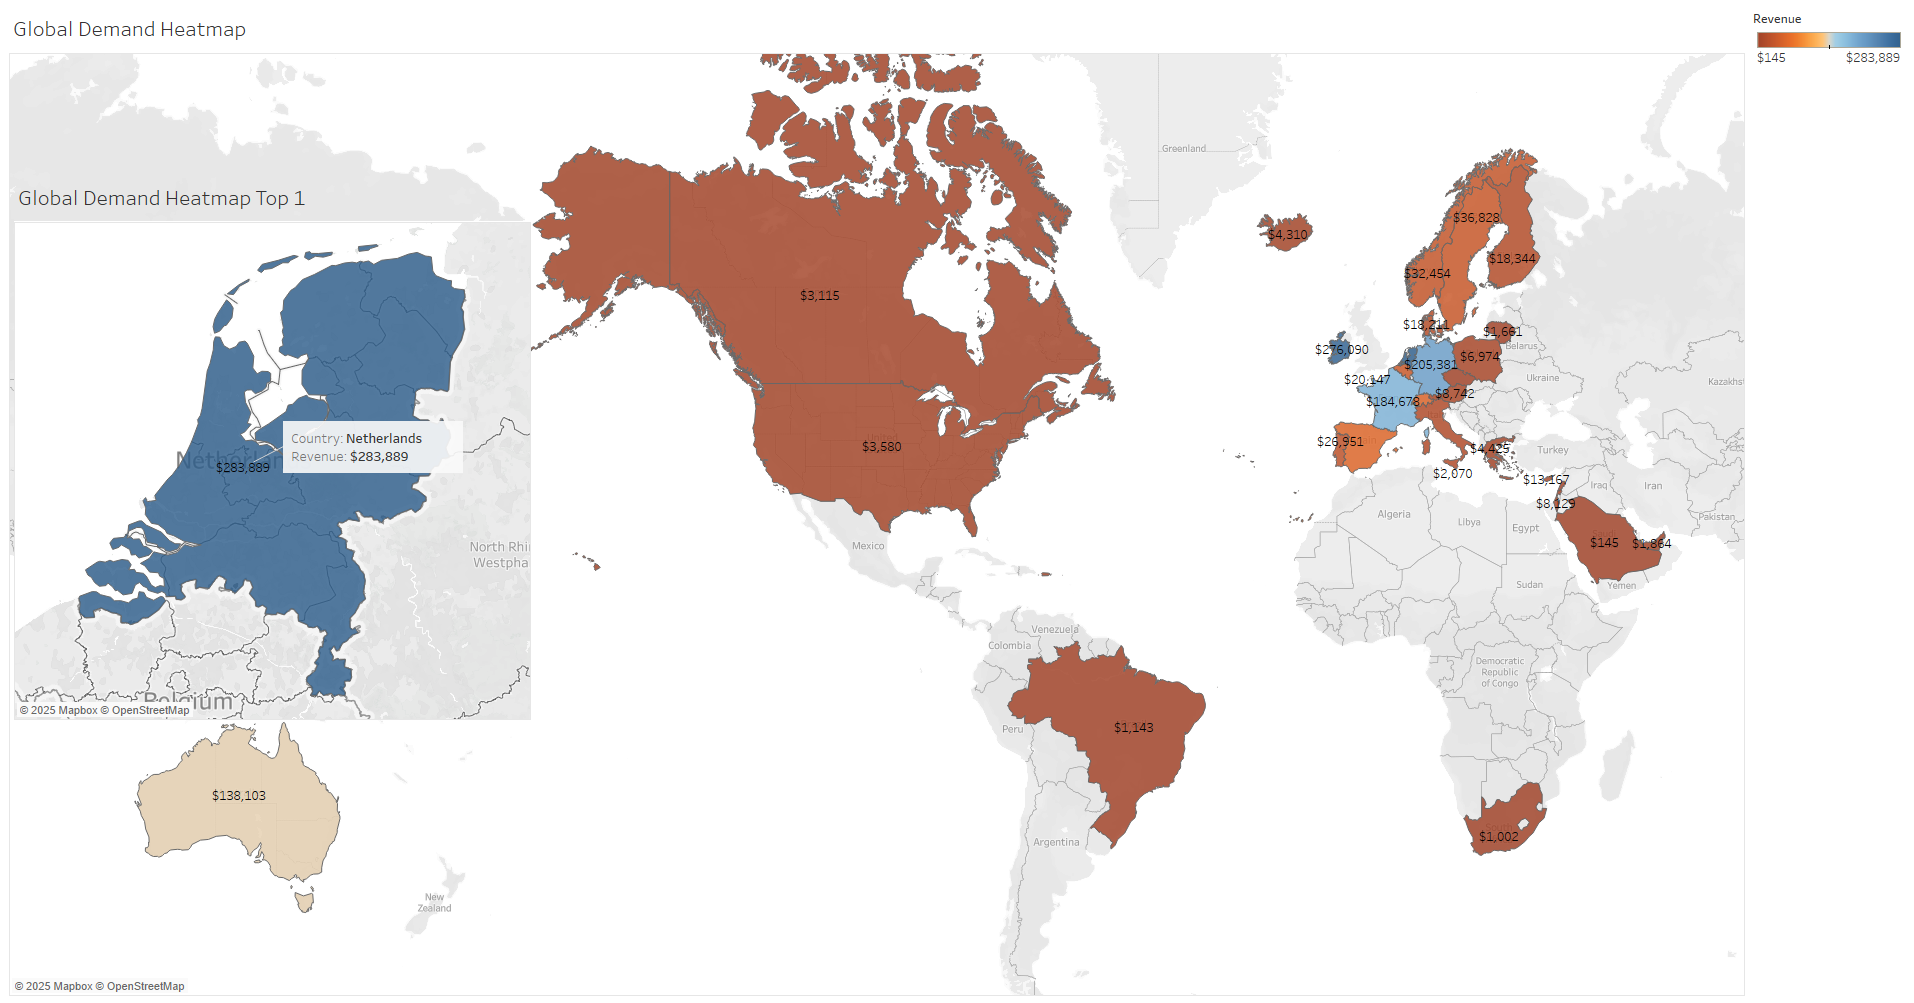 Global Demand Heatmap
Revenue
$145
$283,889
Greenland
Global Demand Heatmap Top 1
$36,828
$4,310
$18,344
$32,454
$3,115
$18,211
$1,661
Belarus
$276,090
$6,974
$205,381
$20,147
Ukraine
Kazakhst
$8,742
$184,678
Country: Netherlands
Revenue: $283,889
$283,889
$3,580
$26,951
$4,425
Turkey
$2,070
$13,167
Iraq
Iran
$8,129
Algeria
Libya
Egypt
Pakistan
Mexico
North Rhi
Westpha
$145
$1,864
Sudan
Yemen
Venezuela
Colombia
Democratic
Republic
of Congo
Belgium
© 2025 Mapbox © OpenStreetMap
Peru
$1,143
$138,103
Argentina
$1,002
New
Zealand
© 2025 Mapbox © OpenStreetMap